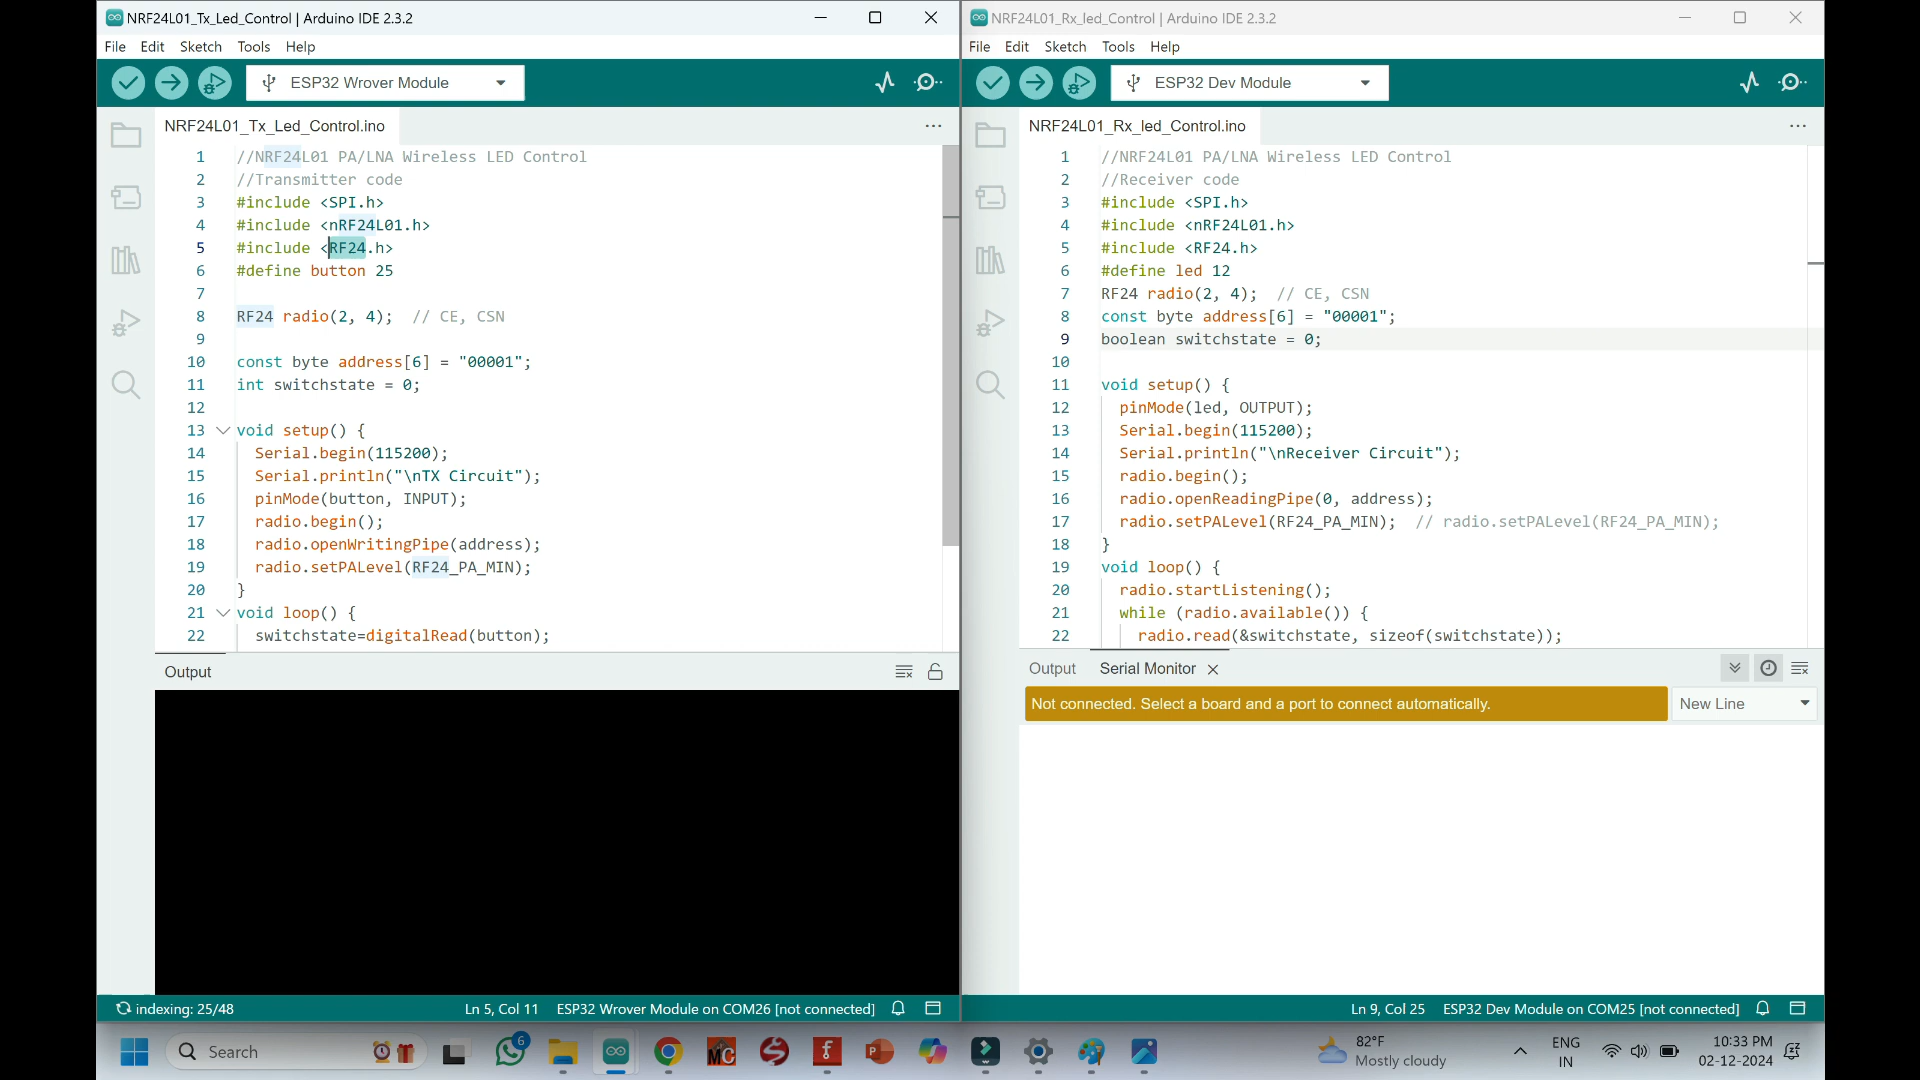 NRF24L01_Tx_Led_Control | Arduino IDE 2.3.2
File Edit Sketch Tools Help
ESP32 Wrover Module
NRF24L01_Tx_Led_Control.ino
1 //NRF24L01 PA/LNA Wireless LED Control
2 //Transmitter code
3 #include <SPI.h>
4 #include <nRF24L01.h>
5 #include <RF24.h>
6 #define button 25
7
8 RF24 radio(2, 4);  // CE, CSN
9
10 const byte address[6] = "00001";
11 int switchstate = 0;
12
13 void setup() {
14 Serial.begin(115200);
15 Serial.println("\nTX Circuit");
16 pinMode(button, INPUT);
17 radio.begin();
18 radio.openWritingPipe(address);
19 radio.setPALevel(RF24_PA_MIN);
20 }
21 void loop() {
22 switchstate=digitalRead(button);
Output
indexing: 25/48 Ln 5, Col 11 ESP32 Wrover Module on COM26 [not connected]
NRF24L01_Rx_led_Control | Arduino IDE 2.3.2
File Edit Sketch Tools Help
ESP32 Dev Module
NRF24L01_Rx_led_Control.ino
1 //NRF24L01 PA/LNA Wireless LED Control
2 //Receiver code
3 #include <SPI.h>
4 #include <nRF24L01.h>
5 #include <RF24.h>
6 #define led 12
7 RF24 radio(2, 4);  // CE, CSN
8 const byte address[6] = "00001";
9 boolean switchstate = 0;
10
11 void setup() {
12 pinMode(led, OUTPUT);
13 Serial.begin(115200);
14 Serial.println("\nReceiver Circuit");
15 radio.begin();
16 radio.openReadingPipe(0, address);
17 radio.setPALevel(RF24_PA_MIN);  // radio.setPALevel(RF24_PA_MIN);
18 }
19 void loop() {
20 radio.startListening();
21 while (radio.available()) {
22 radio.read(&switchstate, sizeof(switchstate));
Output Serial Monitor
Not connected. Select a board and a port to connect automatically. New Line
Ln 9, Col 25 ESP32 Dev Module on COM25 [not connected]
Search
6
MC
82°F
Mostly cloudy
ENG
IN
10:33 PM
02-12-2024